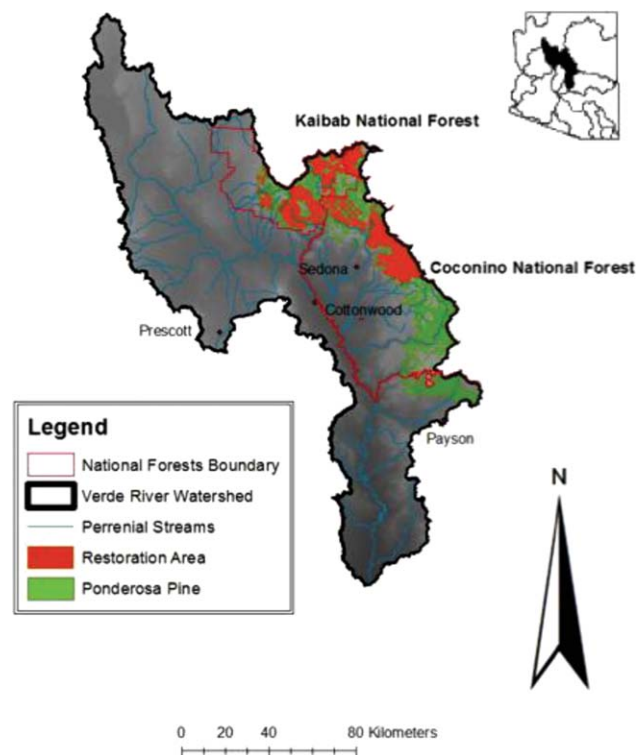 Kaibab National Forest
Coconino National Forest
Sedona
Cottonwood
Prescott
Payson
Legend
National Forests Boundary
Verde River Watershed
Perrenial Streams
Restoration Area
Ponderosa Pine
N
0 20 40 80 Kilometers